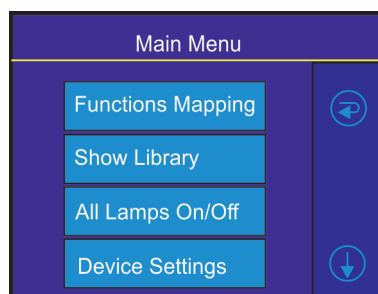 Main Menu
Functions Mapping
Show Library
All Lamps On/Off
Device Settings